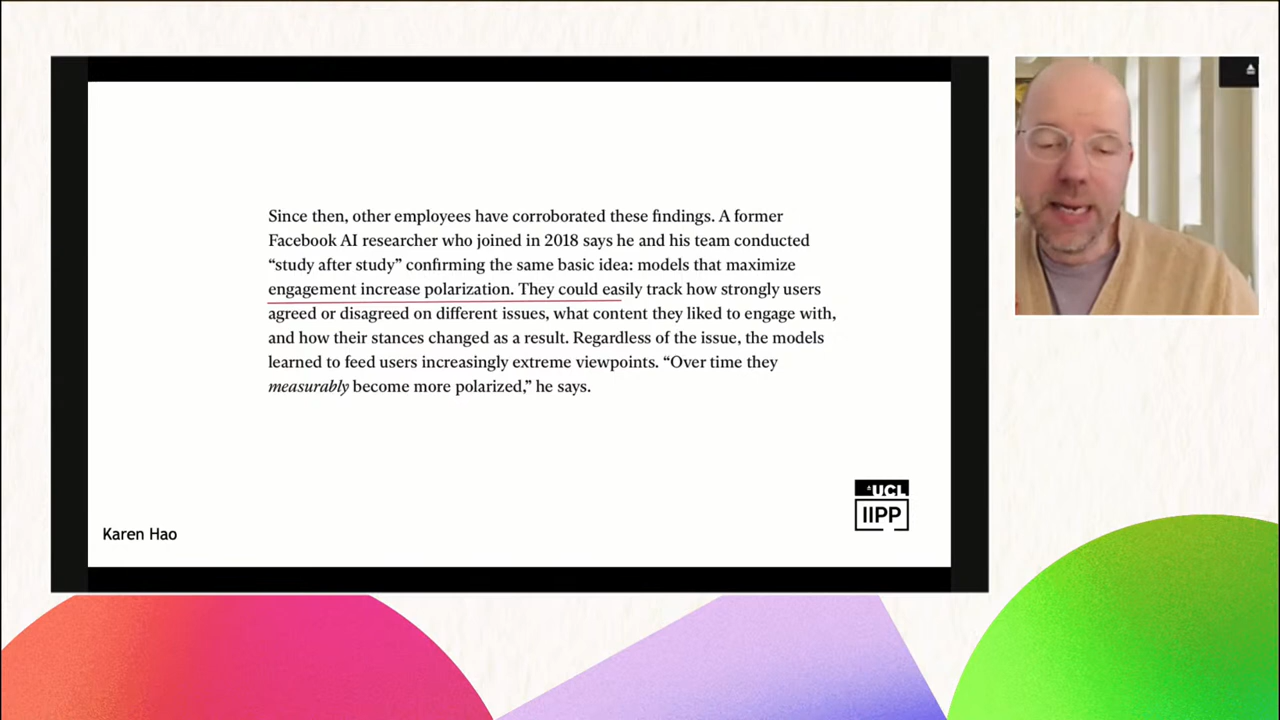 Since then, other employees have corroborated these findings. A former
Facebook AI researcher who joined in 2018 says he and his team conducted
“study after study” confirming the same basic idea: models that maximize
engagement increase polarization. They could easily track how strongly users
agreed or disagreed on different issues, what content they liked to engage with,
and how their stances changed as a result. Regardless of the issue, the models
learned to feed users increasingly extreme viewpoints. “Over time they
measurably become more polarized,” he says.
UCL
IIPP
Karen Hao